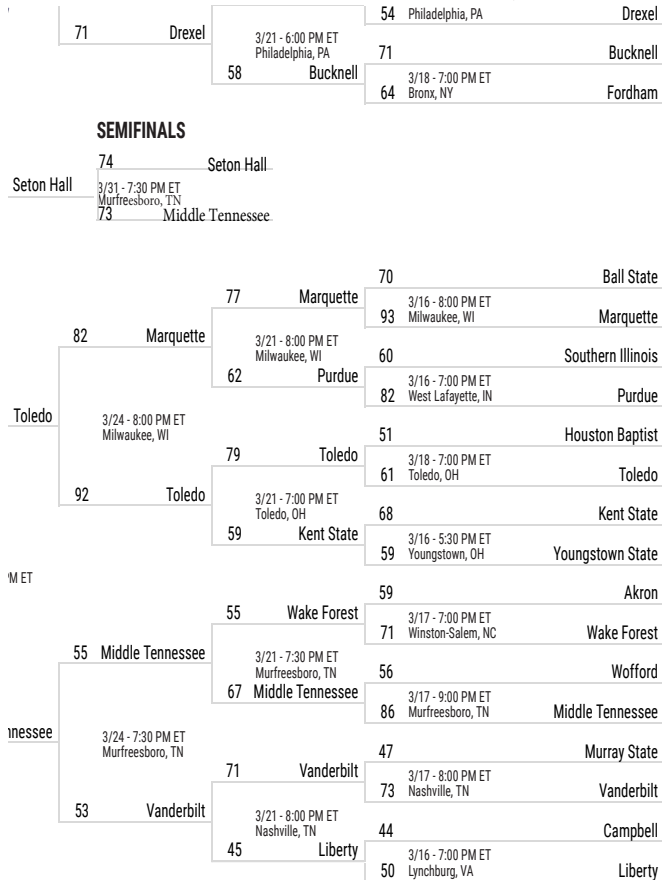 54 Philadelphia, PA Drexel
71 Drexel
3/21 - 6:00 PM ET
Philadelphia, PA
71 Bucknell
58 Bucknell
3/18 - 7:00 PM ET
64 Bronx, NY Fordham
SEMIFINALS
74 Seton Hall
Seton Hall
3/31 - 7:30 PM ET
Murfreesboro, TN
73 Middle Tennessee
70 Ball State
77 Marquette
3/16 - 8:00 PM ET
93 Milwaukee, WI Marquette
82 Marquette
3/21 - 8:00 PM ET
Milwaukee, WI
60 Southern Illinois
62 Purdue
3/16 - 7:00 PM ET
82 West Lafayette, IN Purdue
Toledo
3/24 - 8:00 PM ET
Milwaukee, WI
51 Houston Baptist
79 Toledo
3/18 - 7:00 PM ET
61 Toledo, OH Toledo
92 Toledo
3/21 - 7:00 PM ET
Toledo, OH
68 Kent State
59 Kent State
3/16 - 5:30 PM ET
59 Youngstown, OH Youngstown State
PM ET
59 Akron
55 Wake Forest
3/17 - 7:00 PM ET
71 Winston-Salem, NC Wake Forest
55 Middle Tennessee
3/21 - 7:30 PM ET
Murfreesboro, TN
56 Wofford
67 Middle Tennessee
3/17 - 9:00 PM ET
86 Murfreesboro, TN Middle Tennessee
nnessee
3/24 - 7:30 PM ET
Murfreesboro, TN
47 Murray State
71 Vanderbilt
3/17 - 8:00 PM ET
73 Nashville, TN Vanderbilt
53 Vanderbilt
3/21 - 8:00 PM ET
Nashville, TN
44 Campbell
45 Liberty
3/16 - 7:00 PM ET
50 Lynchburg, VA Liberty